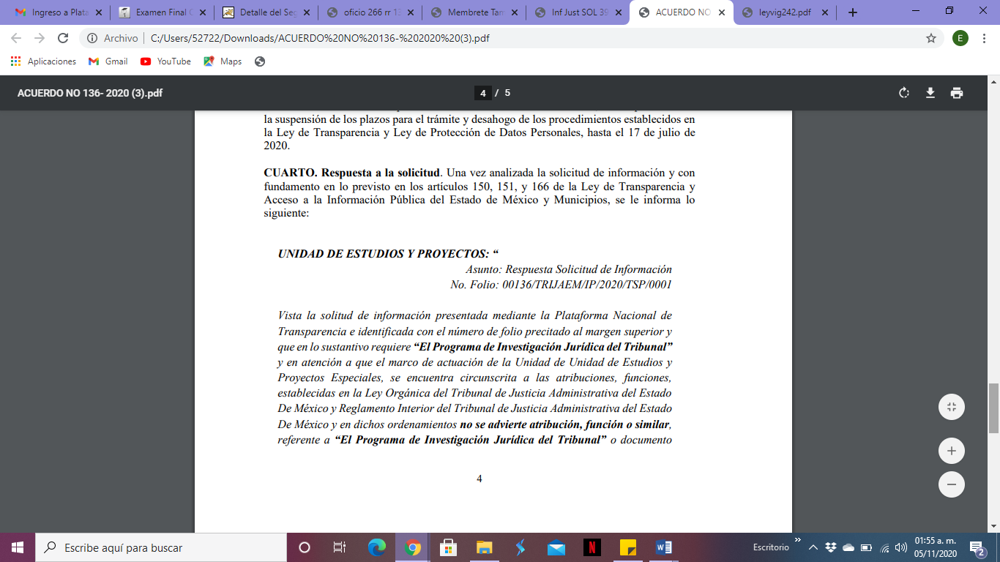 Ingreso a Plata
Examen Final C
Detalle del Seg
oficio 266 rr 13
Membrete Tam
Inf Just SOL 39
ACUERDO NO
leyvig242.pdf
Archivo
C:/Users/52722/Downloads/ACUERDO%20NO%20136-%202020%20(3).pdf
E
Aplicaciones
Gmail
YouTube
Maps
ACUERDO NO 136- 2020 (3).pdf
4 / 5
la suspensión de los plazos para el trámite y desahogo de los procedimientos establecidos en
la Ley de Transparencia y Ley de Protección de Datos Personales, hasta el 17 de julio de
2020.
CUARTO. Respuesta a la solicitud. Una vez analizada la solicitud de información y con
fundamento en lo previsto en los artículos 150, 151, y 166 de la Ley de Transparencia y
Acceso a la Información Pública del Estado de México y Municipios, se le informa lo
siguiente:
UNIDAD DE ESTUDIOS Y PROYECTOS: “
Asunto: Respuesta Solicitud de Información
No. Folio: 00136/TRIJAEM/IP/2020/TSP/0001
Vista la solitud de información presentada mediante la Plataforma Nacional de
Transparencia e identificada con el número de folio precitado al margen superior y
que en lo sustantivo requiere “El Programa de Investigación Jurídica del Tribunal”
y en atención a que el marco de actuación de la Unidad de Unidad de Estudios y
Proyectos Especiales, se encuentra circunscrita a las atribuciones, funciones,
establecidas en la Ley Orgánica del Tribunal de Justicia Administrativa del Estado
De México y Reglamento Interior del Tribunal de Justicia Administrativa del Estado
De México y en dichos ordenamientos no se advierte atribución, función o similar,
referente a “El Programa de Investigación Jurídica del Tribunal” o documento
4
Escribe aquí para buscar
Escritorio
01:55 a. m.
05/11/2020
2